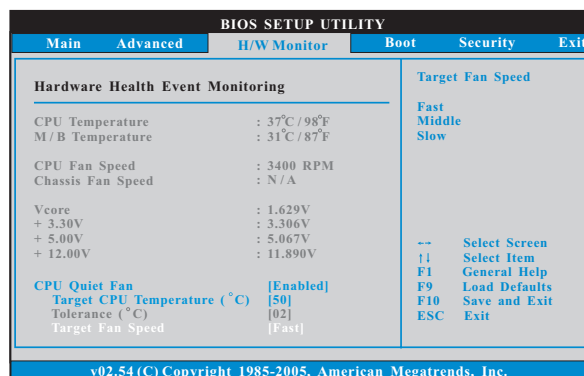 BIOS SETUP UTILITY
Main Advanced H/W Monitor Boot Security Exit
Hardware Health Event Monitoring
CPU Temperature : 37°C / 98°F
M / B Temperature : 31°C / 87°F
CPU Fan Speed : 3400 RPM
Chassis Fan Speed : N / A
Vcore : 1.629V
+ 3.30V : 3.306V
+ 5.00V : 5.067V
+ 12.00V : 11.890V
CPU Quiet Fan [Enabled]
Target CPU Temperature ( °C) [50]
Tolerance ( °C) [02]
Target Fan Speed [Fast]
Target Fan Speed
Fast
Middle
Slow
←→ Select Screen
↑↓ Select Item
F1 General Help
F9 Load Defaults
F10 Save and Exit
ESC Exit
v02.54 (C) Copyright 1985-2005, American Megatrends, Inc.